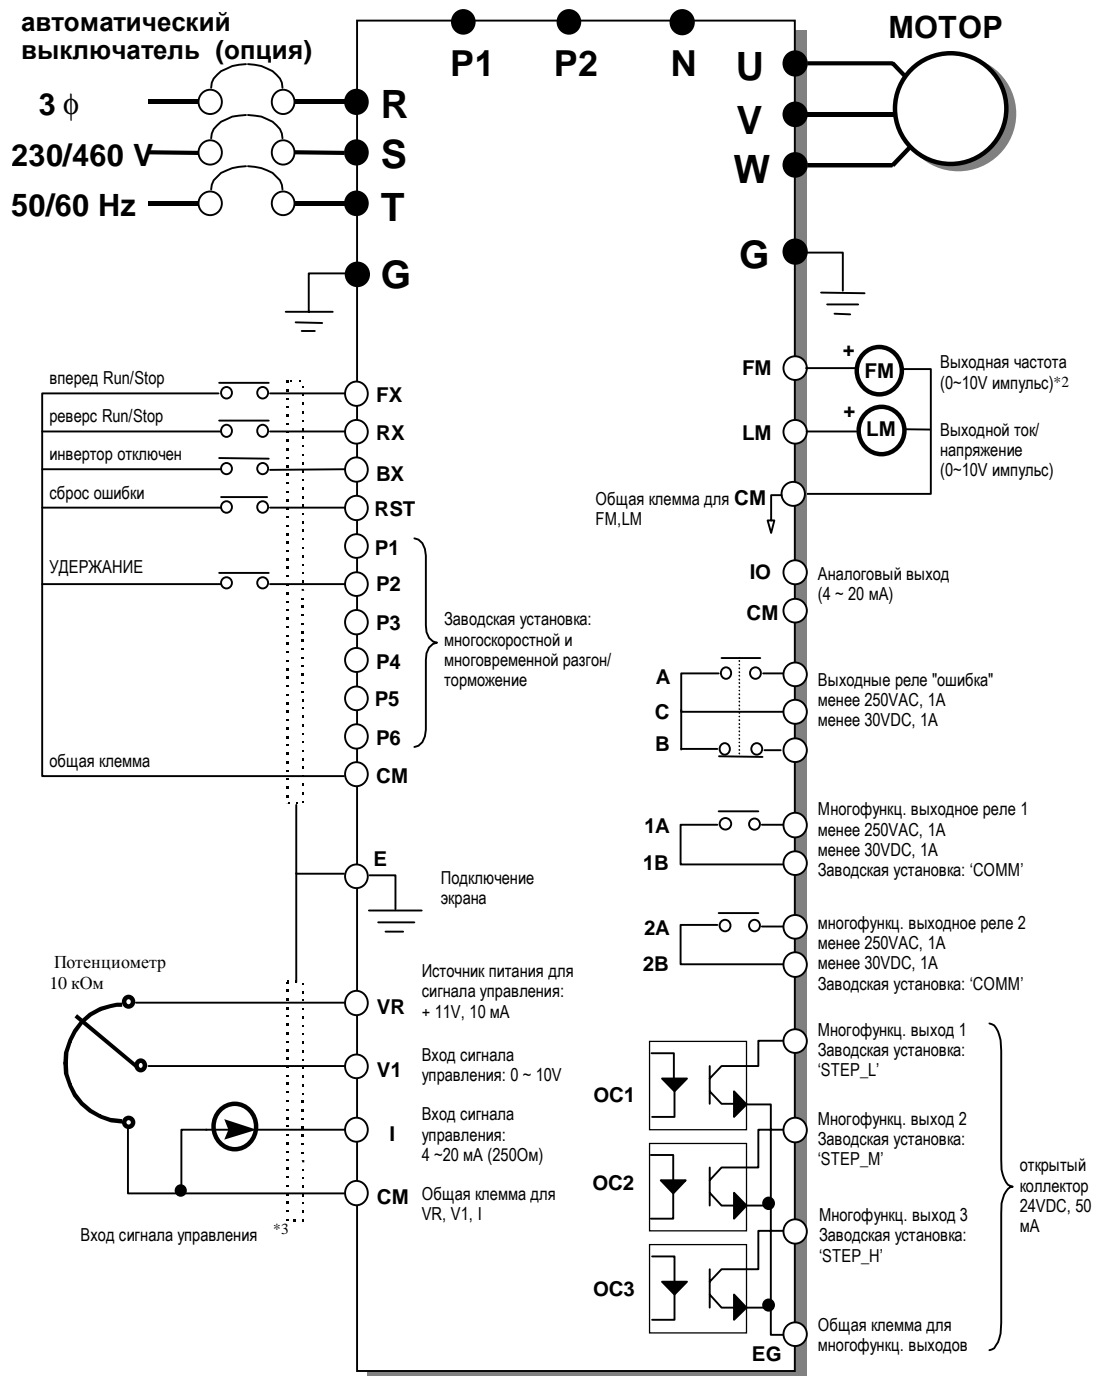 автоматический
выключатель (опция)
3 ϕ
230/460 V
50/60 Hz
R
S
T
G
P1
P2
N
U
V
W
G
МОТОР
вперед Run/Stop
реверс Run/Stop
инвертор отключен
сброс ошибки
УДЕРЖАНИЕ
общая клемма
FX
RX
BX
RST
P1
P2
P3
P4
P5
P6
CM
Заводская установка:
многоскоростной и
многовременной разгон/
торможение
E
Подключение
экрана
Потенциометр
10 кОм
VR
Источник питания для
сигнала управления:
+ 11V, 10 мА
V1
Вход сигнала
управления: 0 ~ 10V
I
Вход сигнала
управления:
4 ~20 мА (250Ом)
CM
Общая клемма для
VR, V1, I
Вход сигнала управления *3
FM
+
FM
Выходная частота
(0~10V импульс)*2
LM
+
LM
Выходной ток/
напряжение
(0~10V импульс)
Общая клемма для
FM,LM
CM
IO
Аналоговый выход
(4 ~ 20 мА)
CM
A
C
B
Выходные реле "ошибка"
менее 250VAC, 1A
менее 30VDC, 1A
1A
1B
Многофункц. выходное реле 1
менее 250VAC, 1A
менее 30VDC, 1A
Заводская установка: ‘COMM’
2A
2B
многофункц. выходное реле 2
менее 250VAC, 1A
менее 30VDC, 1A
Заводская установка: ‘COMM’
OC1
Многофункц. выход 1
Заводская установка:
‘STEP_L’
OC2
Многофункц. выход 2
Заводская установка:
‘STEP_M’
OC3
Многофункц. выход 3
Заводская установка:
‘STEP_H’
EG
Общая клемма для
многофункц. выходов
открытый
коллектор
24VDC, 50
мА